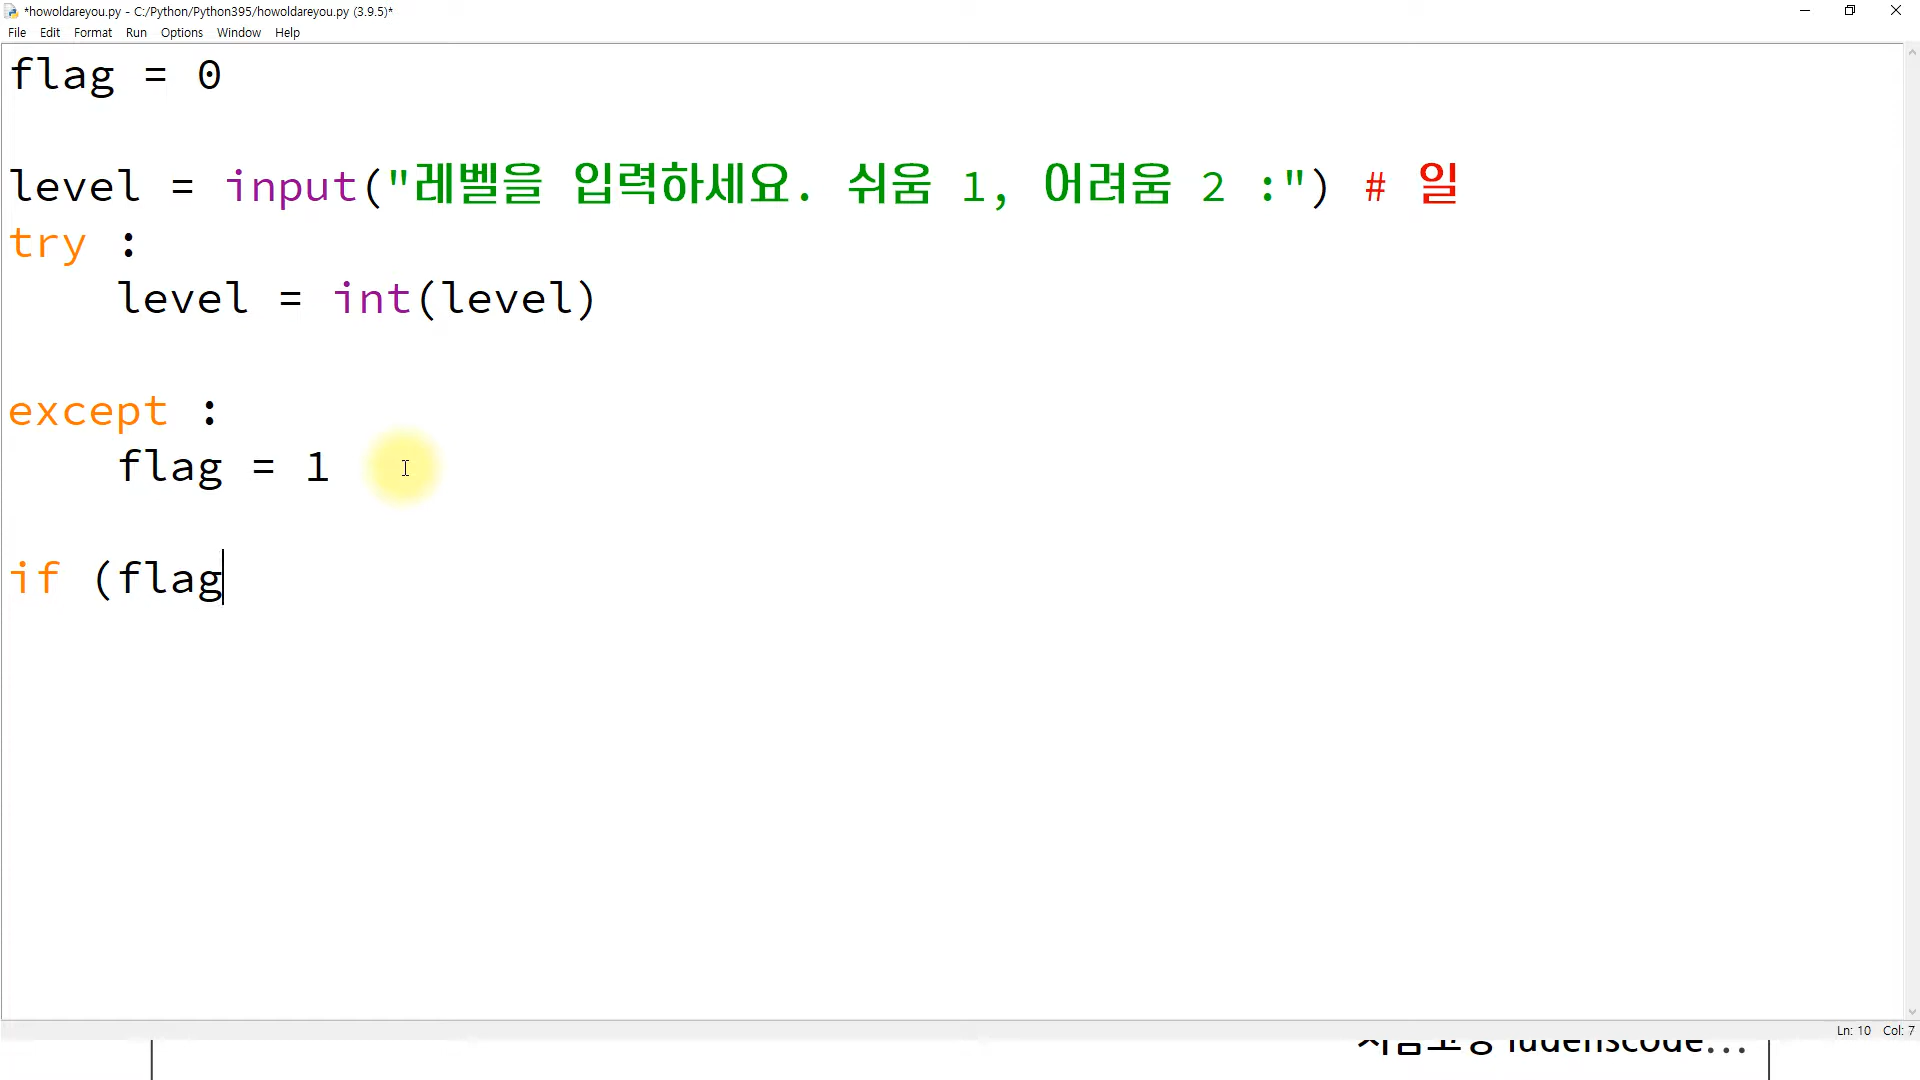 *howoldareyou.py - C:/Python/Python395/howoldareyou.py (3.9.5)*
File Edit Format Run Options Window Help
flag = 0
level = input("레벨을 입력하세요. 쉬움 1, 어려움 2 :") # 일
try :
    level = int(level)
except :
    flag = 1
if (flag
Ln: 10 Col: 7
ludenscode...